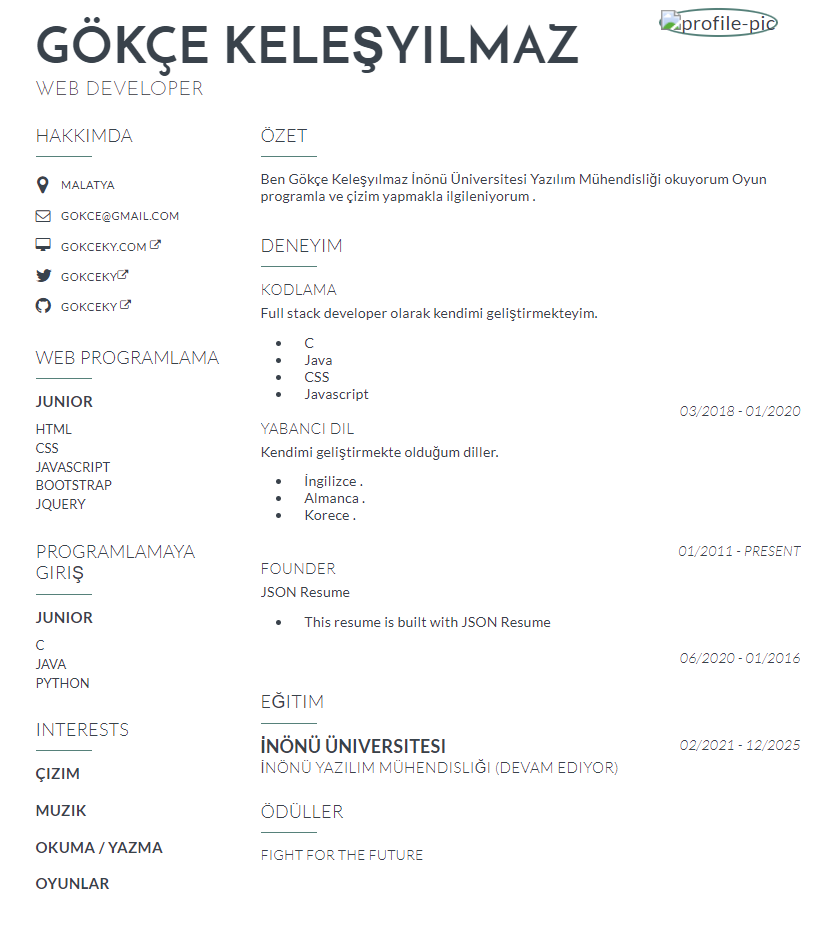 GÖKÇE KELEŞYILMAZ
profile-pic
WEB DEVELOPER
HAKKIMDA
MALATYA
GOKCE@GMAIL.COM
GOKCEKY.COM
GOKCEKY
GOKCEKY
WEB PROGRAMLAMA
JUNIOR
HTML
CSS
JAVASCRIPT
BOOTSTRAP
JQUERY
PROGRAMLAMAYA
GIRIŞ
JUNIOR
C
JAVA
PYTHON
INTERESTS
ÇIZIM
MUZIK
OKUMA / YAZMA
OYUNLAR
ÖZET
Ben Gökçe Keleşyılmaz İnönü Üniversitesi Yazılım Mühendisliği okuyorum Oyun
programla ve çizim yapmakla ilgileniyorum .
DENEYIM
KODLAMA
Full stack developer olarak kendimi geliştirmekteyim.
• C
• Java
• CSS
• Javascript
03/2018 - 01/2020
YABANCI DIL
Kendimi geliştirmekte olduğum diller.
• İngilizce .
• Almanca .
• Korece .
01/2011 - PRESENT
FOUNDER
JSON Resume
• This resume is built with JSON Resume
06/2020 - 01/2016
EĞITIM
İNÖNÜ ÜNIVERSITESI
02/2021 - 12/2025
İNÖNÜ YAZILIM MÜHENDISLIĞI (DEVAM EDIYOR)
ÖDÜLLER
FIGHT FOR THE FUTURE